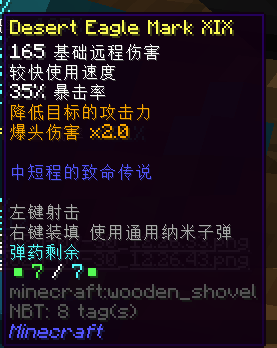 Desert Eagle Mark XIX
165 基础远程伤害
较快使用速度
35% 暴击率
降低目标的攻击力
爆头伤害 x2.0
中短程的致命传说
左键射击
右键装填 使用通用纳米子弹
弹药剩余
7 / 7
minecraft:wooden_shovel
NBT: 8 tag(s)
Minecraft